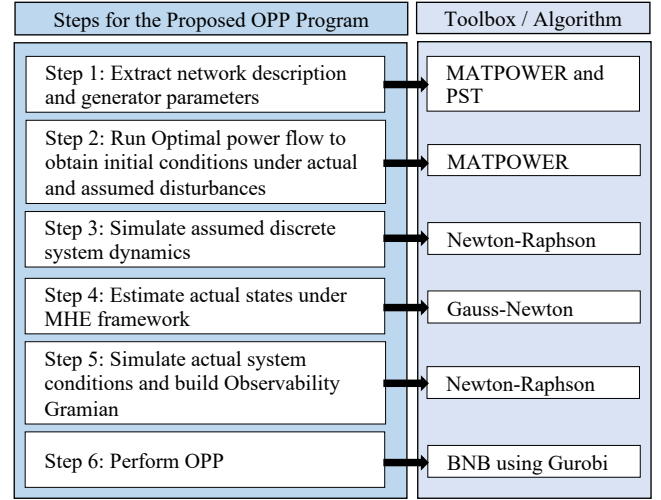 Steps for the Proposed OPP Program
Toolbox / Algorithm
Step 1: Extract network description
and generator parameters
MATPOWER and
PST
Step 2: Run Optimal power flow to
obtain initial conditions under actual
and assumed disturbances
MATPOWER
Step 3: Simulate assumed discrete
system dynamics
Newton-Raphson
Step 4: Estimate actual states under
MHE framework
Gauss-Newton
Step 5: Simulate actual system
conditions and build Observability
Gramian
Newton-Raphson
Step 6: Perform OPP
BNB using Gurobi